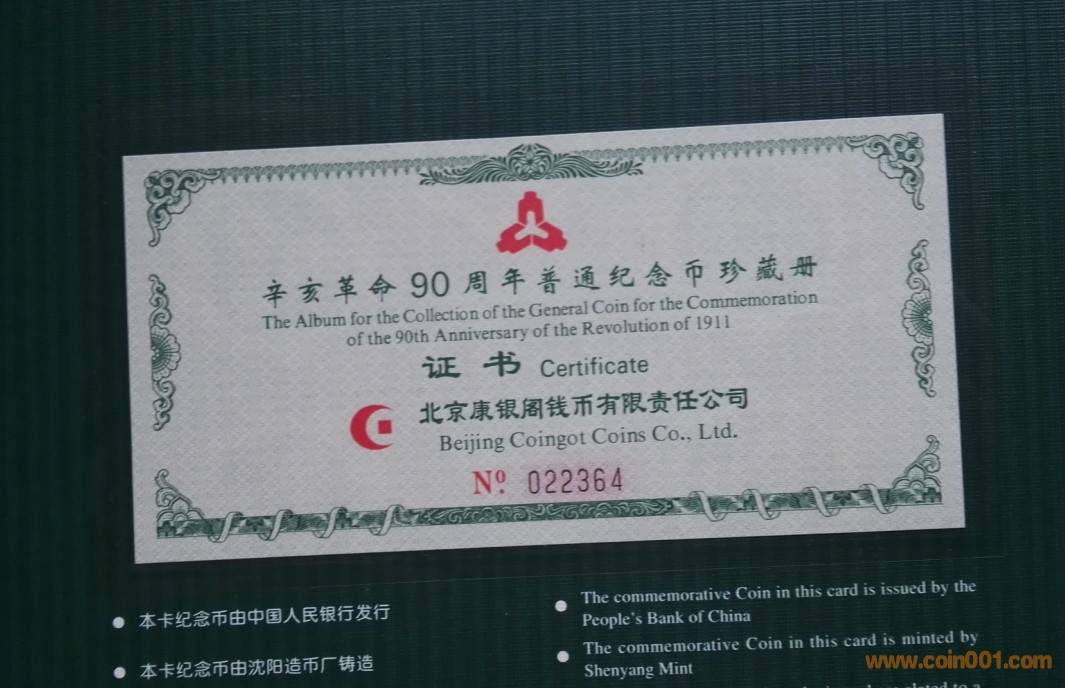 辛亥革命90周年普通纪念币珍藏册
The Album for the Collection of the General Coin for the Commemoration
of the 90th Anniversary of the Revolution of 1911
证 书 Certificate
北京康银阁钱币有限责任公司
Beijing Coingot Coins Co., Ltd.
Nº. 022364
● 本卡纪念币由中国人民银行发行
● 本卡纪念币由沈阳造币厂铸造
● The commemorative Coin in this card is issued by the
People's Bank of China
● The commemorative Coin in this card is minted by
Shenyang Mint
www.coin001.com